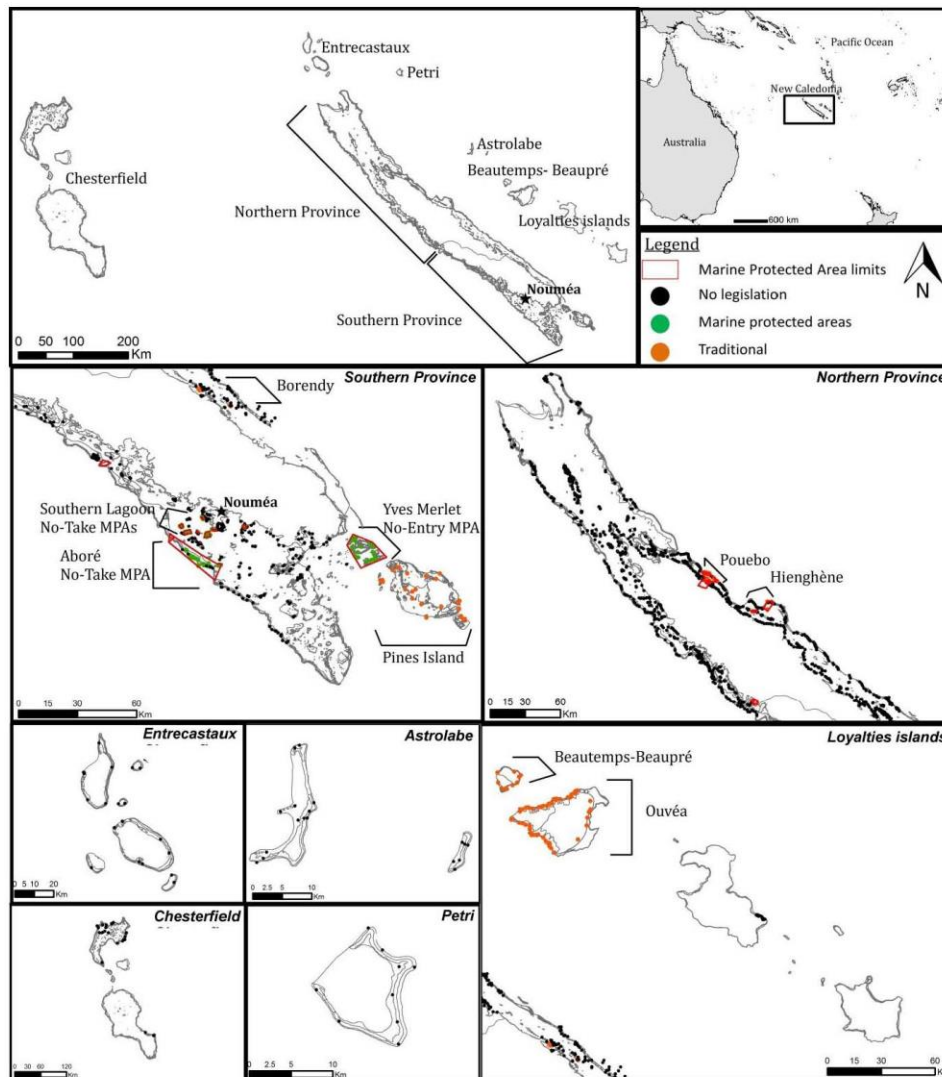 Entrecastaux
Petri
Astrolabe
Beautemps- Beaupré
Chesterfield
Loyalties islands
Northern Province
Nouméa
Southern Province
0 50 100 200
Km
Pacific Ocean
New Caledonia
Australia
600 km
Legend
Marine Protected Area limits
No legislation
Marine protected areas
Traditional
N
Southern Province
Borendy
Nouméa
Southern Lagoon
No-Take MPAs
Yves Merlet
No-Entry MPA
Aboré
No-Take MPA
Pines Island
0 15 30 60
Km
Northern Province
Pouebo
Hienghène
0 15 30 60
Km
Entrecastaux
0 5 10 20
Km
Astrolabe
0 2.5 5 10
Km
Chesterfield
0 30 60 120
Km
Petri
0 2.5 5 10
Km
Loyalties islands
Beautemps-Beaupré
Ouvéa
0 15 30 60
Km